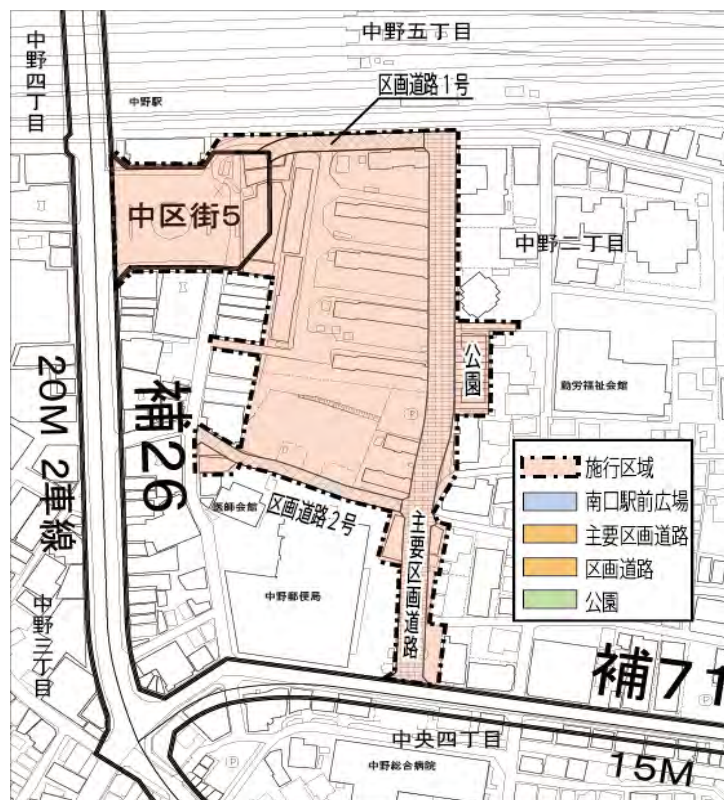 中野五丁目
中野四丁目
中野駅
区画道路1号
中区街5
中野二丁目
公園
勤労福祉会館
20M 2車線
補26
施行区域
南口駅前広場
主要区画道路
区画道路
公園
医師会館
区画道路2号
主要区画道路
中野郵便局
中野三丁目
補71
中央四丁目
15M
中野総合病院
P
P
P